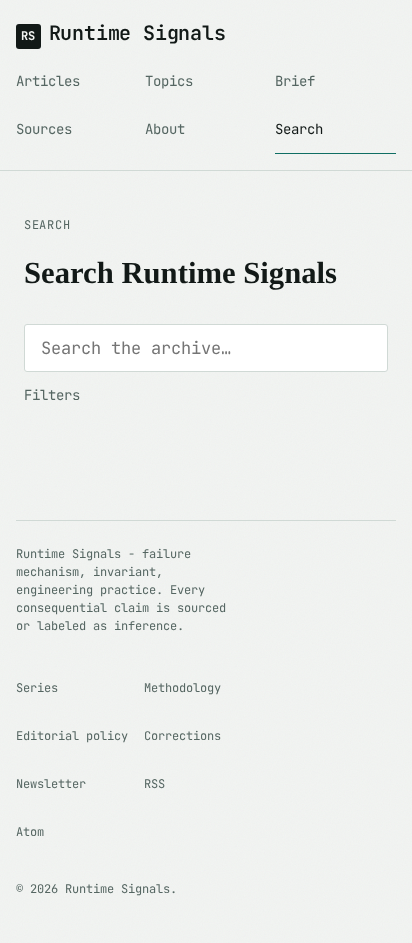 RS Runtime Signals
Articles Topics Brief
Sources About Search
SEARCH
Search Runtime Signals
Search the archive…
Filters
Runtime Signals - failure
mechanism, invariant,
engineering practice. Every
consequential claim is sourced
or labeled as inference.
Series Methodology
Editorial policy Corrections
Newsletter RSS
Atom
© 2026 Runtime Signals.